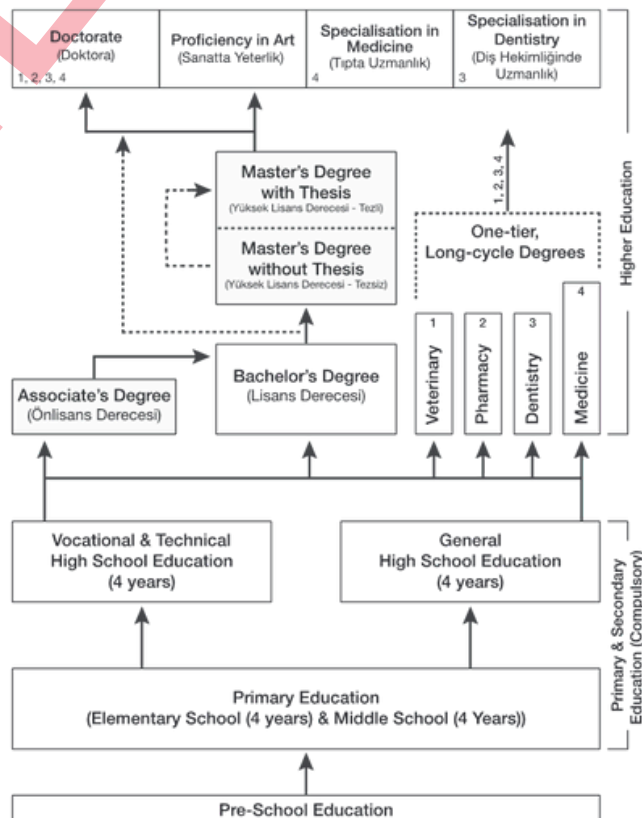 Doctorate
(Doktora)
1, 2, 3, 4
Proficiency in Art
(Sanatta Yeterlik)
Specialisation in
Medicine
(Tıpta Uzmanlık)
4
Specialisation in
Dentistry
(Diş Hekimliğinde
Uzmanlık)
3
Master's Degree
with Thesis
(Yüksek Lisans Derecesi - Tezli)
Master's Degree
without Thesis
(Yüksek Lisans Derecesi - Tezsiz)
1, 2, 3, 4
One-tier,
Long-cycle Degrees
Higher Education
Associate's Degree
(Önlisans Derecesi)
Bachelor's Degree
(Lisans Derecesi)
1
Veterinary
2
Pharmacy
3
Dentistry
4
Medicine
Vocational & Technical
High School Education
(4 years)
General
High School Education
(4 years)
Primary Education
(Elementary School (4 years) & Middle School (4 Years))
Primary & Secondary
Education (Compulsory)
Pre-School Education